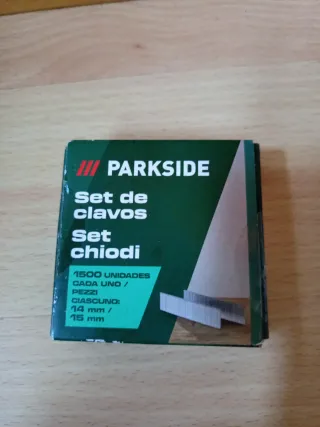 PARKSIDE
Set de
clavos
Set
chiodi
1500 UNIDADES
CADA UNO /
PEZZI
CIASCUNO:
14 mm /
15 mm